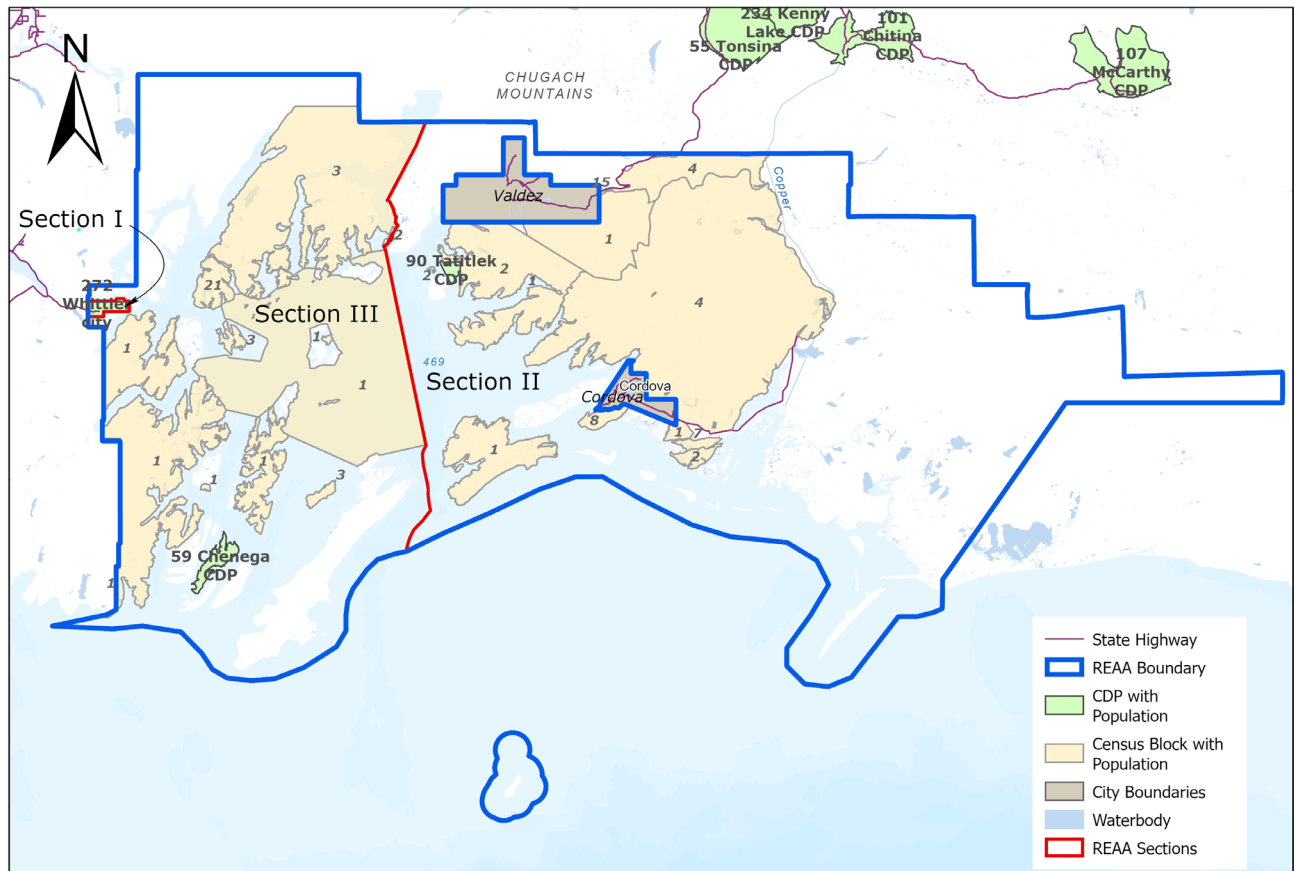 234 Kenny
Lake CDP
101
Chitina
CDP
55 Tonsina
CDP
107
McCarthy
CDP
N
CHUGACH
MOUNTAINS
3
4
Copper
15
Valdez
Section I
2
1
90 Tatitlek
CDP
2
2
1
272
Whittier
city
21
4
Section III
3
1
1
1
469
Section II
Cordova
Cordova
8
1
7
2
1
1
1
1
3
59 Chenega
CDP
1
State Highway
REAA Boundary
CDP with
Population
Census Block with
Population
City Boundaries
Waterbody
REAA Sections